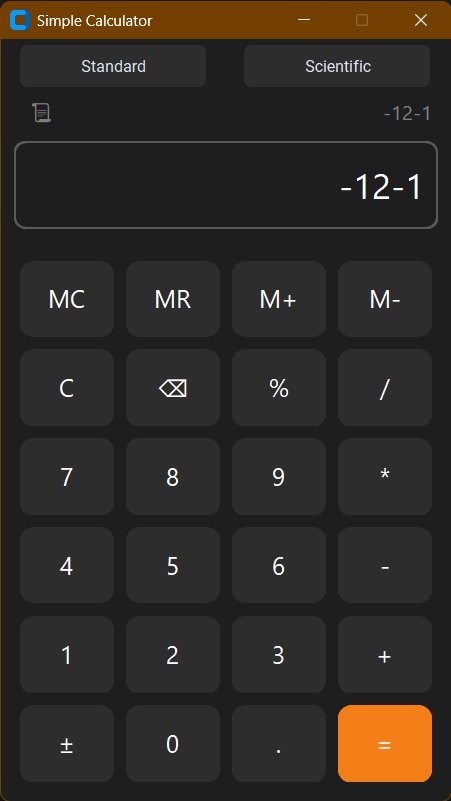 Simple Calculator
Standard Scientific
-12-1
-12-1
MC MR M+ M-
C ⌫ % /
7 8 9 *
4 5 6 -
1 2 3 +
± 0 . =